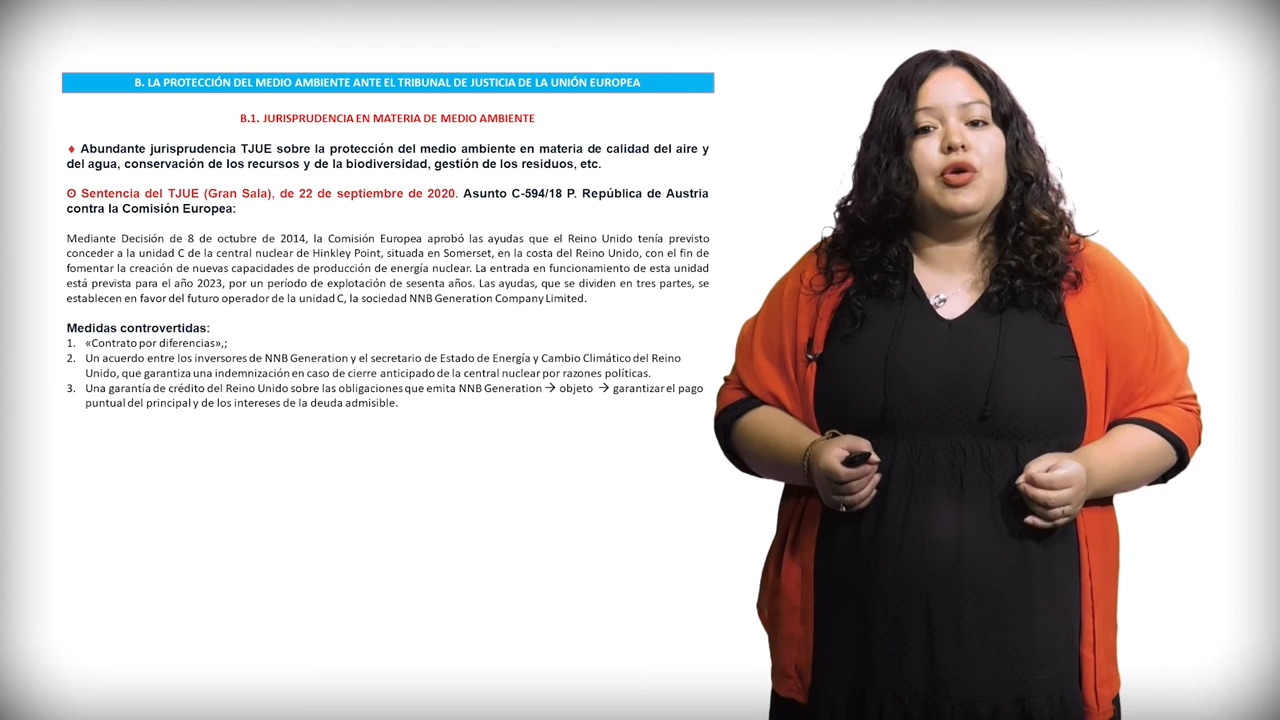 B. LA PROTECCIÓN DEL MEDIO AMBIENTE ANTE EL TRIBUNAL DE JUSTICIA DE LA UNIÓN EUROPEA
B.1. JURISPRUDENCIA EN MATERIA DE MEDIO AMBIENTE
♦ Abundante jurisprudencia TJUE sobre la protección del medio ambiente en materia de calidad del aire y
del agua, conservación de los recursos y de la biodiversidad, gestión de los residuos, etc.
ʘ Sentencia del TJUE (Gran Sala), de 22 de septiembre de 2020. Asunto C-594/18 P. República de Austria
contra la Comisión Europea:
Mediante Decisión de 8 de octubre de 2014, la Comisión Europea aprobó las ayudas que el Reino Unido tenía previsto
conceder a la unidad C de la central nuclear de Hinkley Point, situada en Somerset, en la costa del Reino Unido, con el fin de
fomentar la creación de nuevas capacidades de producción de energía nuclear. La entrada en funcionamiento de esta unidad
está prevista para el año 2023, por un período de explotación de sesenta años. Las ayudas, que se dividen en tres partes, se
establecen en favor del futuro operador de la unidad C, la sociedad NNB Generation Company Limited.
Medidas controvertidas:
1. «Contrato por diferencias»,;
2. Un acuerdo entre los inversores de NNB Generation y el secretario de Estado de Energía y Cambio Climático del Reino
Unido, que garantiza una indemnización en caso de cierre anticipado de la central nuclear por razones políticas.
3. Una garantía de crédito del Reino Unido sobre las obligaciones que emita NNB Generation → objeto → garantizar el pago
puntual del principal y de los intereses de la deuda admisible.